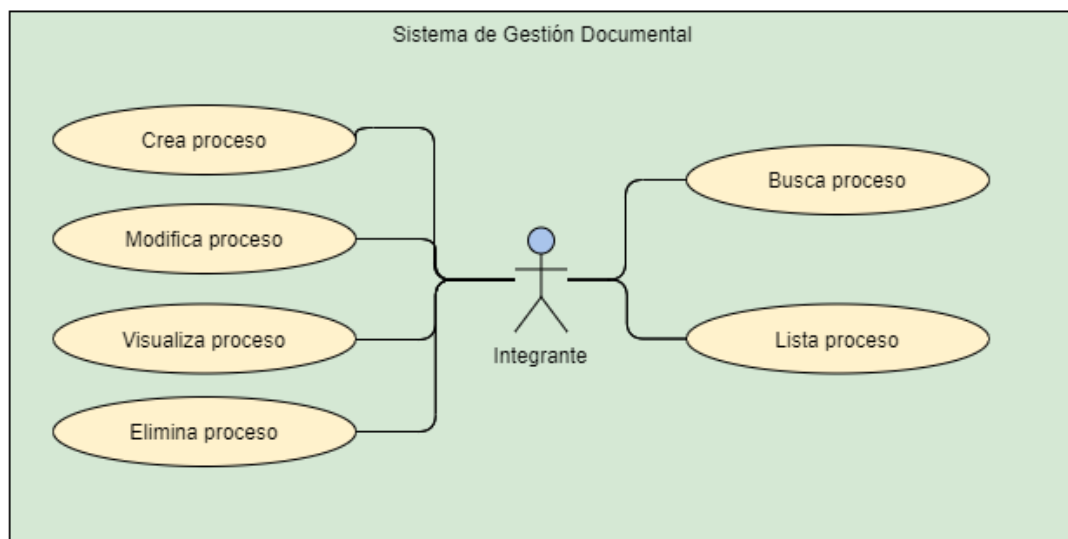 Sistema de Gestión Documental
Crea proceso
Modifica proceso
Visualiza proceso
Elimina proceso
Integrante
Busca proceso
Lista proceso